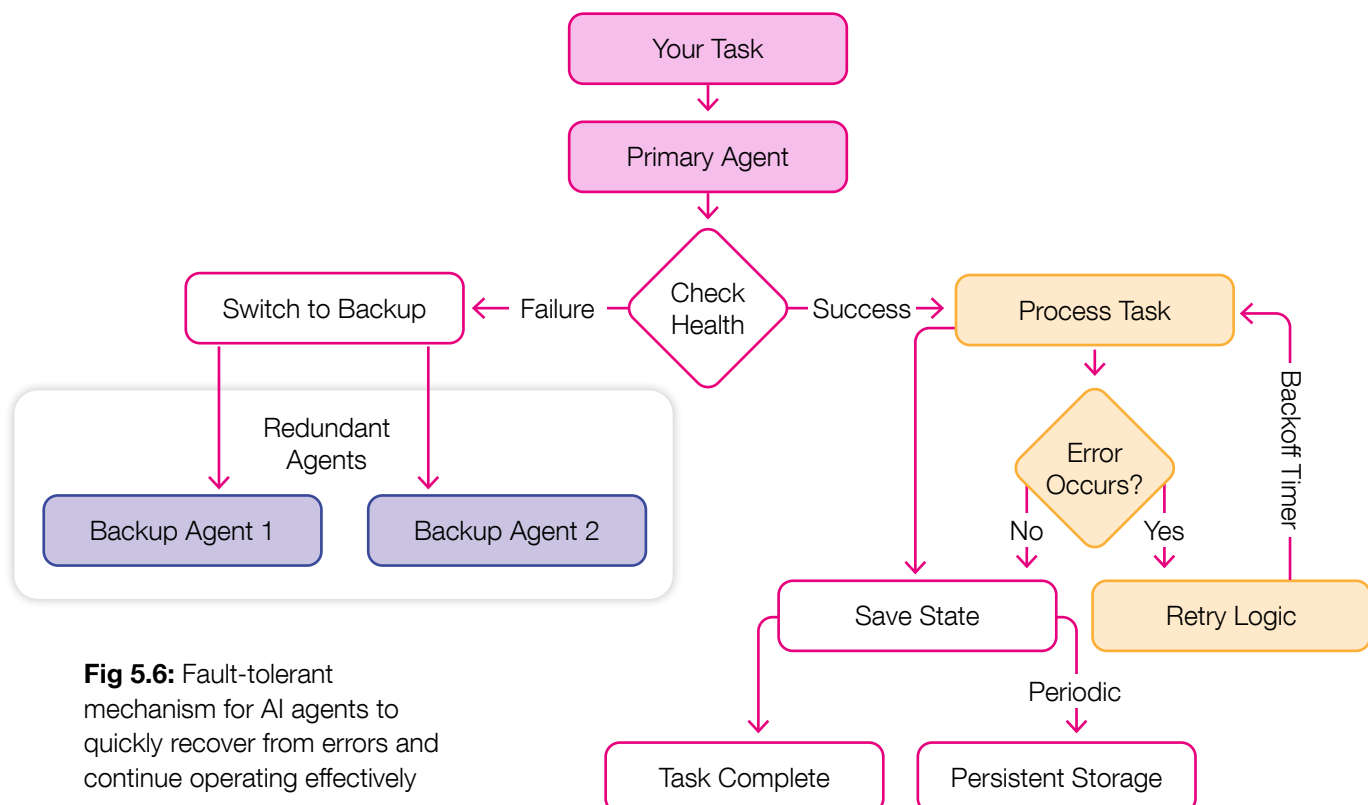 Your Task
Primary Agent
Check
Health
Switch to Backup
Failure
Success
Process Task
Redundant
Agents
Backup Agent 1
Backup Agent 2
Error
Occurs?
No
Yes
Backoff Timer
Save State
Retry Logic
Periodic
Task Complete
Persistent Storage
Fig 5.6: Fault-tolerant
mechanism for AI agents to
quickly recover from errors and
continue operating effectively